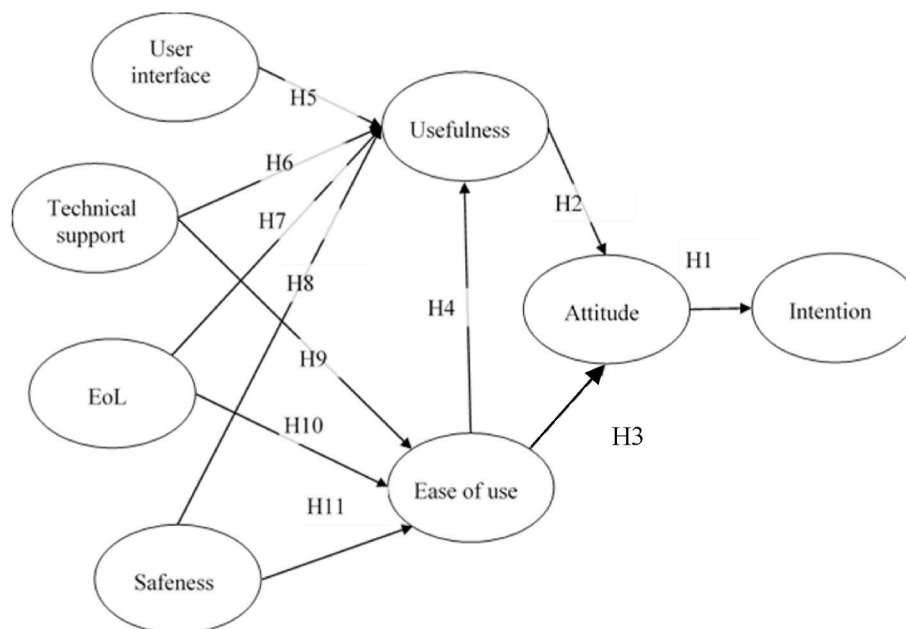 User
interface
H5
Usefulness
H6
Technical
support
H7
H2
H8
H1
H4
Attitude
Intention
H9
EoL
H10
H3
Ease of use
H11
Safeness